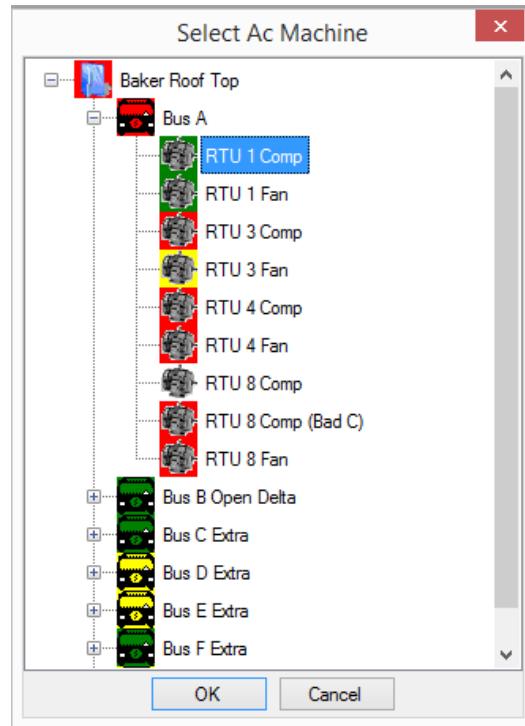 Select Ac Machine
Baker Roof Top
Bus A
RTU 1 Comp
RTU 1 Fan
RTU 3 Comp
RTU 3 Fan
RTU 4 Comp
RTU 4 Fan
RTU 8 Comp
RTU 8 Comp (Bad C)
RTU 8 Fan
Bus B Open Delta
Bus C Extra
Bus D Extra
Bus E Extra
Bus F Extra
OK Cancel